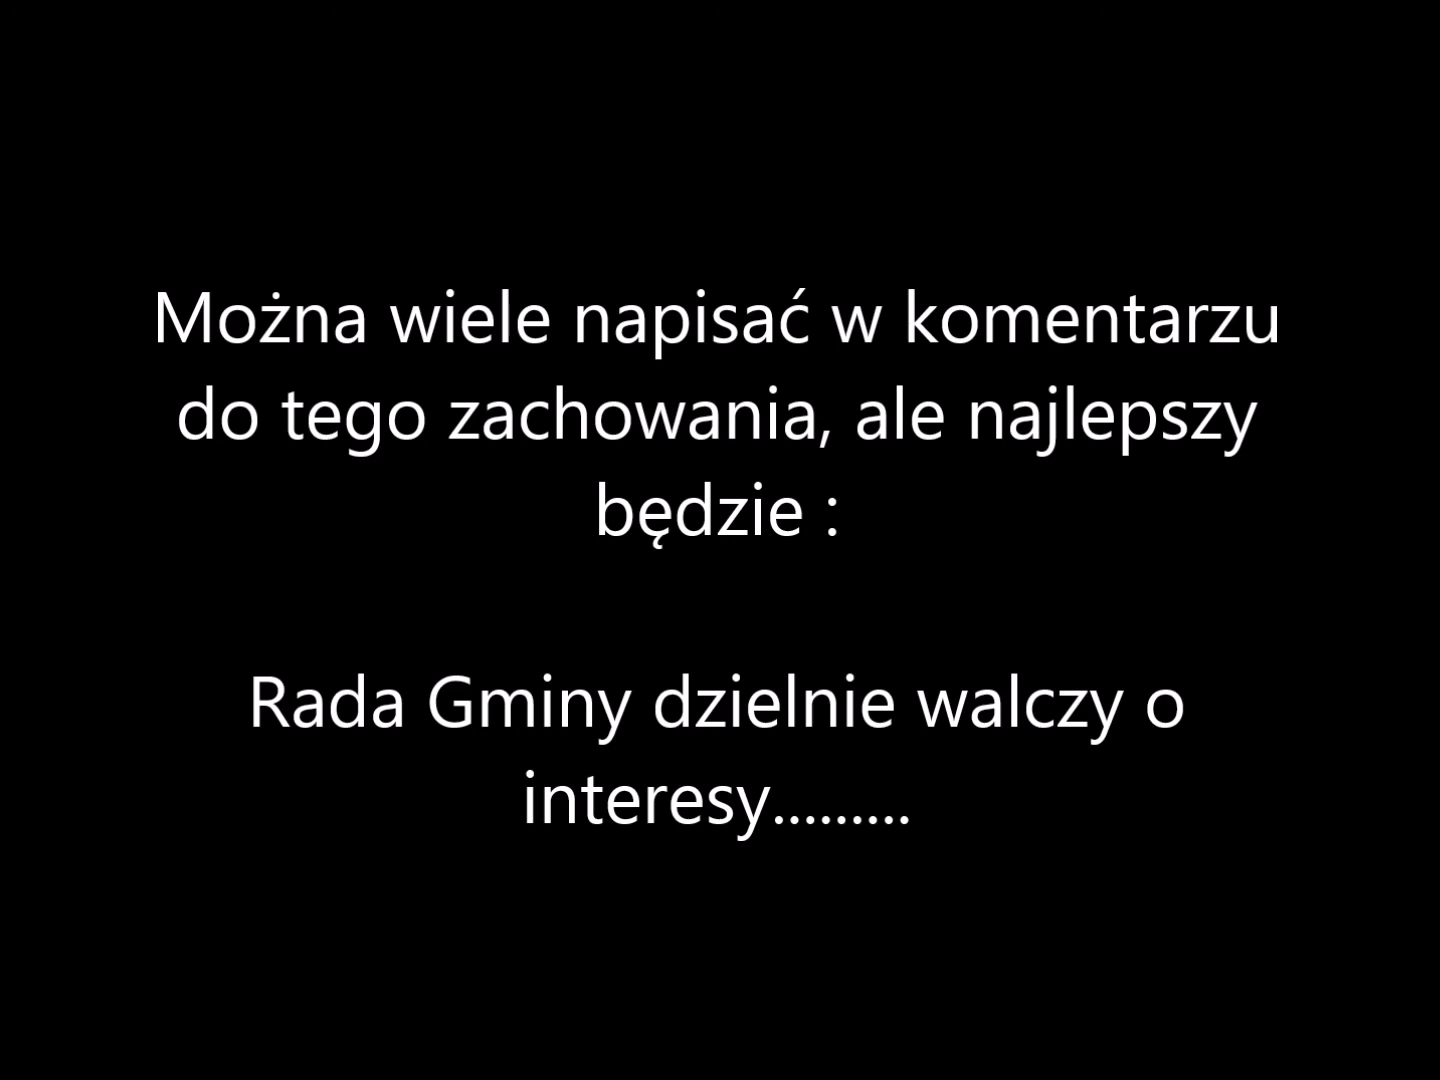 Można wiele napisać w komentarzu
do tego zachowania, ale najlepszy
będzie :
Rada Gminy dzielnie walczy o
interesy.........